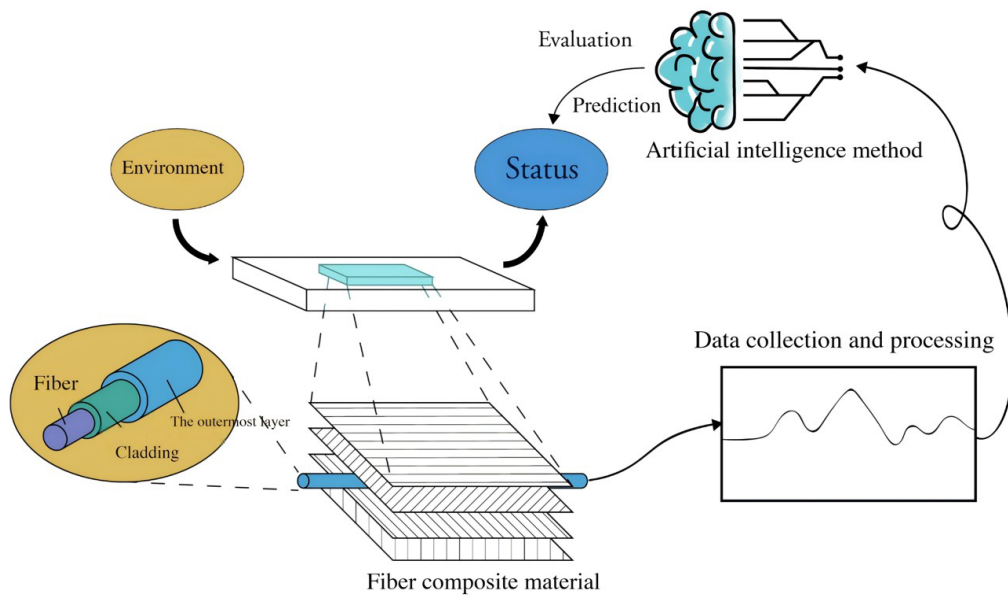 Evaluation
Prediction
Artificial intelligence method
Environment
Status
Data collection and processing
Fiber
The outermost layer
Cladding
Fiber composite material